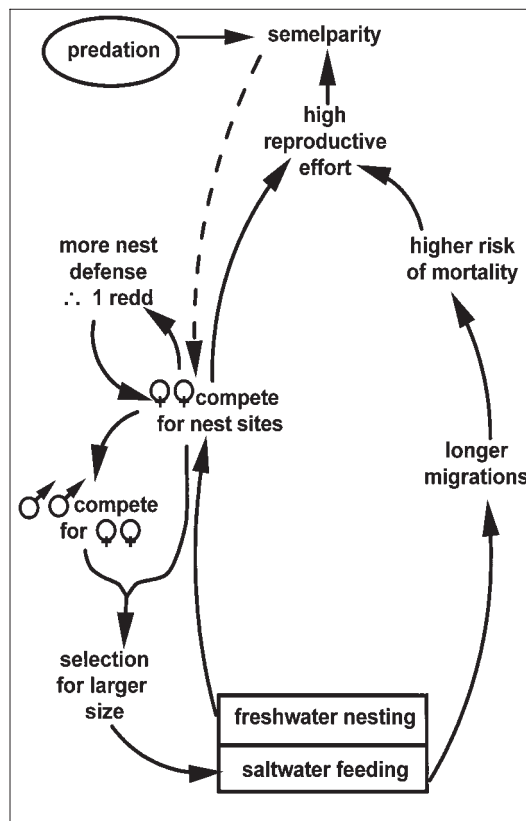 predation
semelparity
high
reproductive
effort
more nest
defense
∴ 1 redd
higher risk
of mortality
♀♀ compete
for nest sites
longer
migrations
♂♂ compete
for ♀♀
selection
for larger
size
freshwater nesting
saltwater feeding